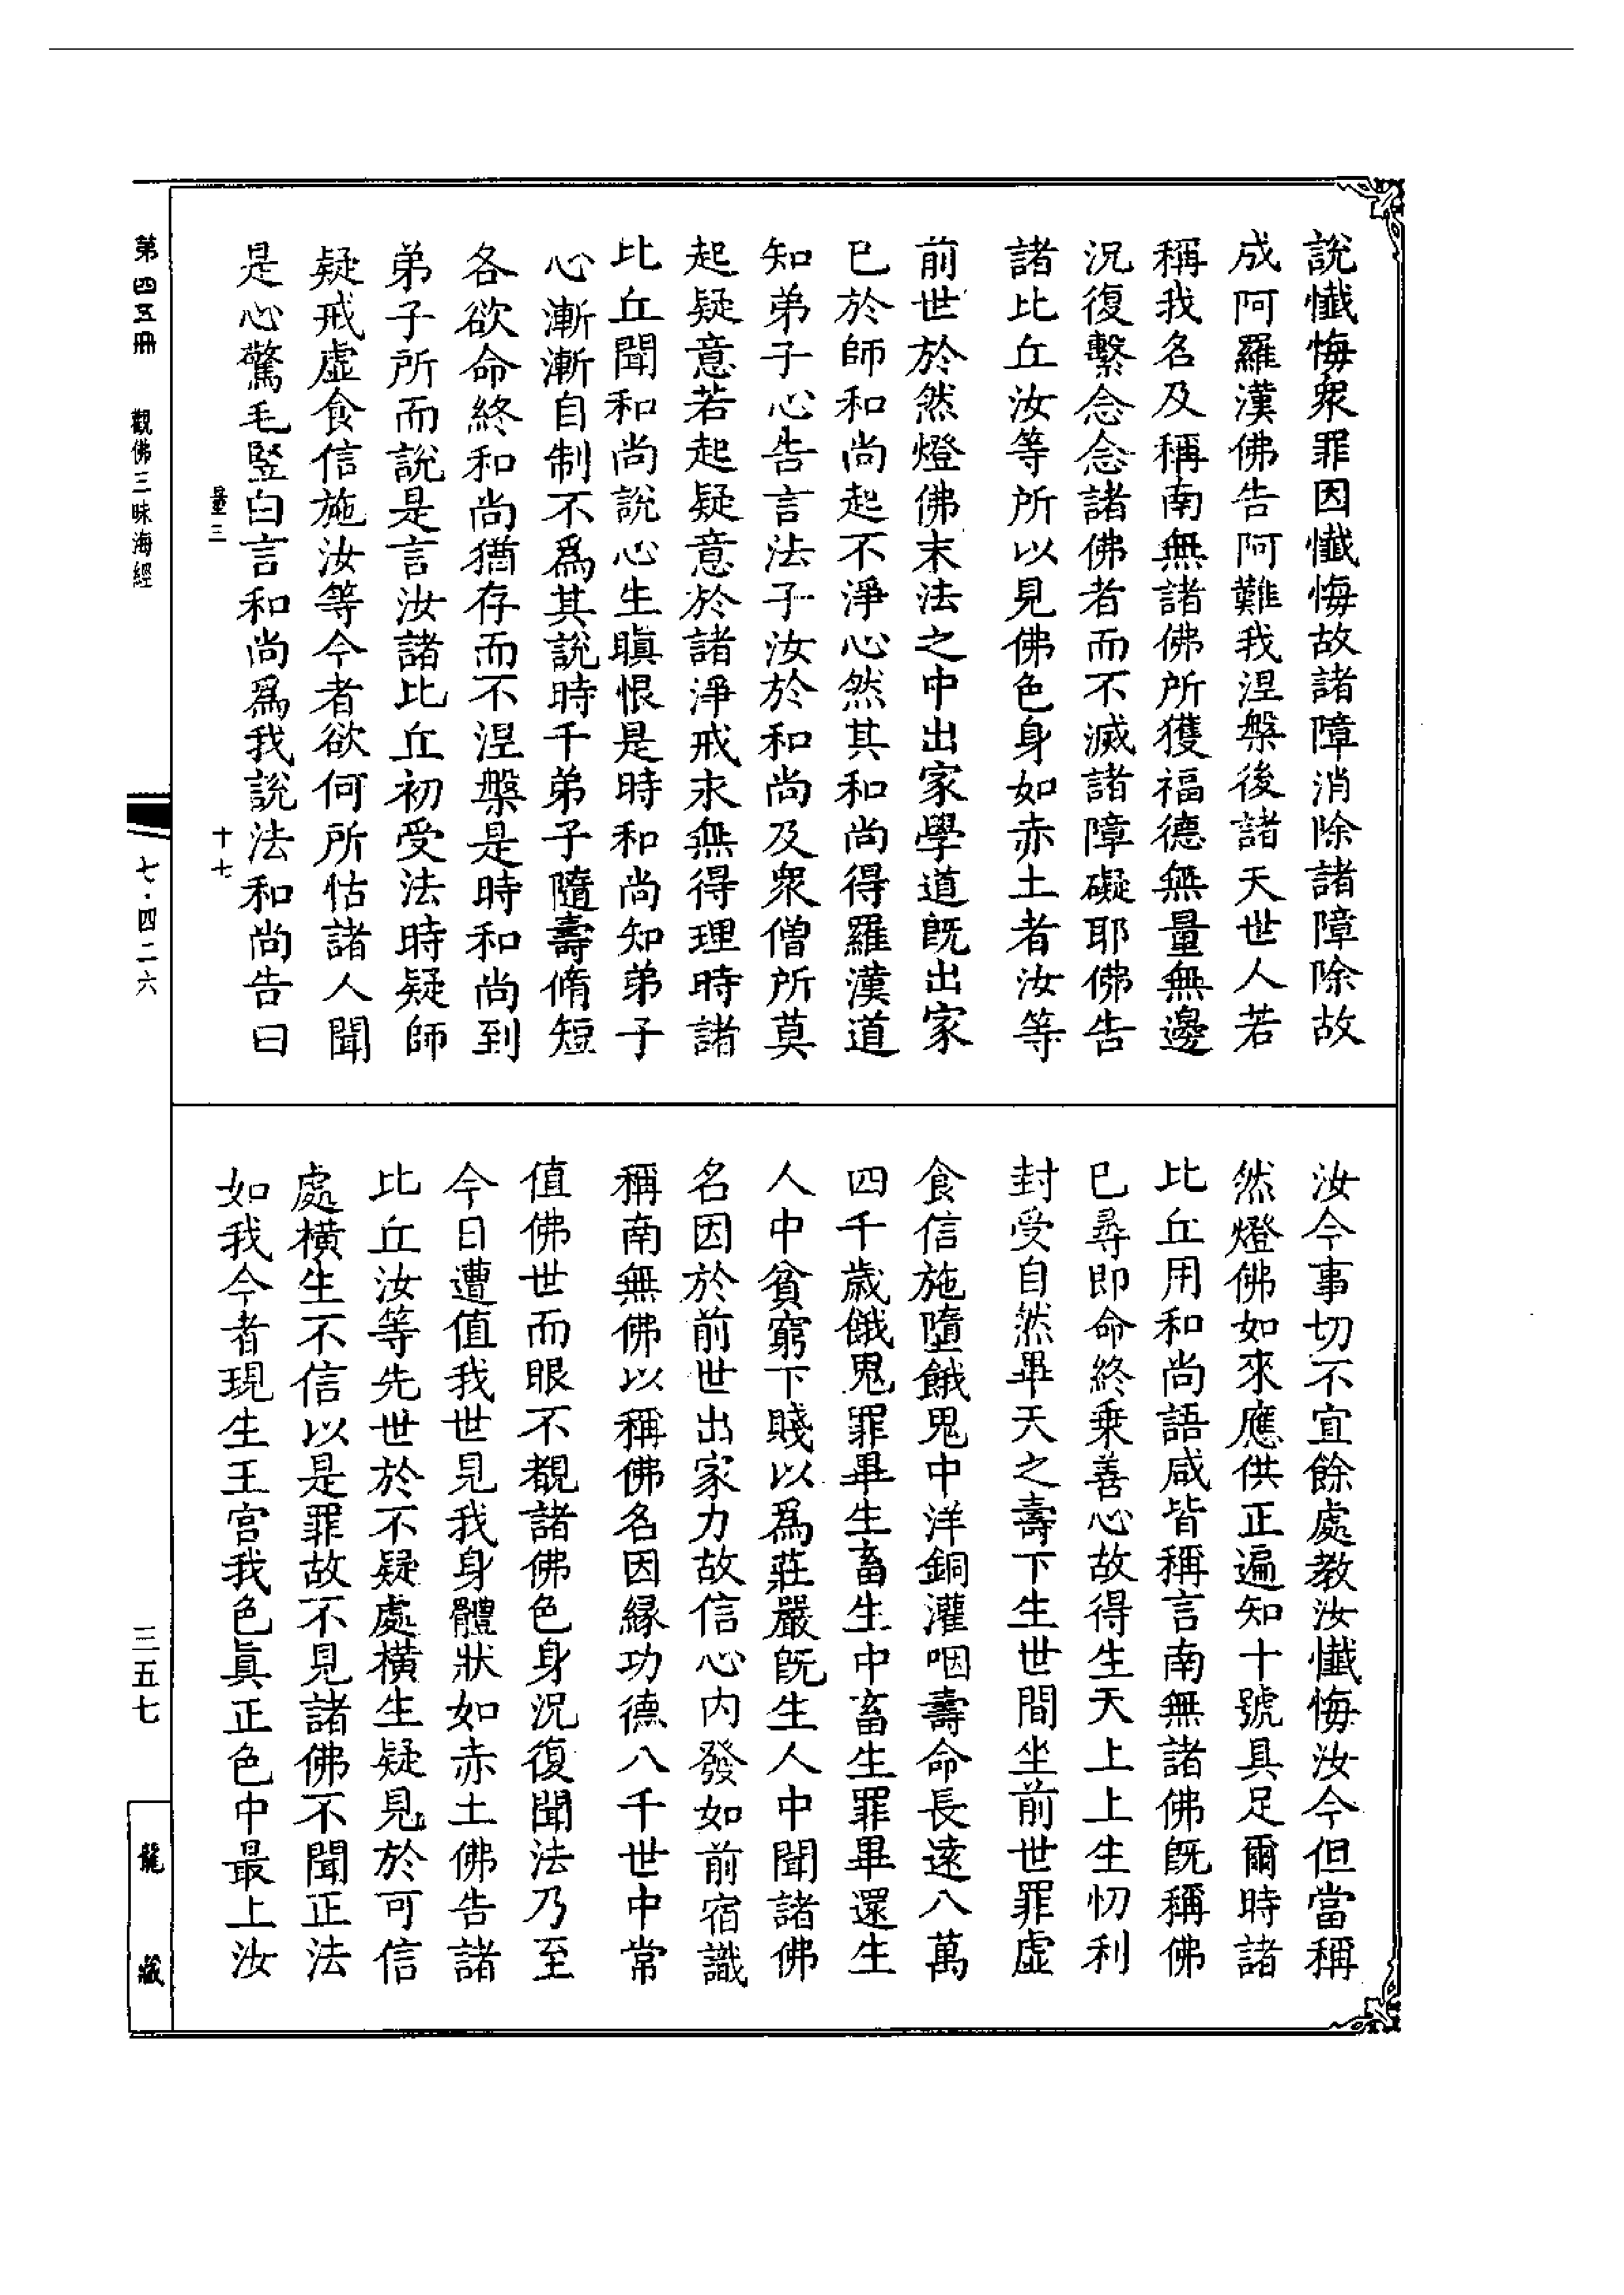 說懺悔衆罪因懺悔故諸障消除諸障除故
成阿羅漢佛告阿難我涅槃後諸天世人若
稱我名及稱南無諸佛所獲福德無量無邊
況復繫念念諸佛者而不滅諸障礙耶佛告
諸比丘汝等所以見佛色身如赤土者汝等
前世於然燈佛末法之中出家學道旣出家
已於師和尚起不淨心然其和尚得羅漢道
知弟子心告言法子汝於和尚及衆僧所莫
起疑意若起疑意於諸淨戒永無得理時諸
比丘聞和尚說心生瞋恨是時和尚知弟子
心漸漸自制不爲其說時千弟子隨壽脩短
各欲命終和尚猶存而不涅槃是時和尚到
弟子所而說是言汝諸比丘初受法時疑師
疑戒虛食信施汝等今者欲何所怙諸人聞
是心驚毛竪白言和尚爲我說法和尚告曰
量三
十七
汝今事切不宜餘處教汝懺悔汝今但當稱
然燈佛如來應供正遍知十號具足爾時諸
比丘用和尚語咸皆稱言南無諸佛旣稱佛
已尋即命終乗善心故得生天上上生忉利
封受自然畢天之壽下生世間坐前世罪虛
食信施墮餓鬼中洋銅灌咽壽命長遠八萬
四千歲餓鬼罪畢生畜生中畜生罪畢還生
人中貧窮下賤以爲莊嚴旣生人中聞諸佛
名因於前世出家力故信心內發如前宿識
稱南無佛以稱佛名因緣功德八千世中常
值佛世而眼不覩諸佛色身況復聞法乃至
今日遭值我世見我身體狀如赤土佛告諸
比丘汝等先世於不疑處橫生疑見於可信
處橫生不信以是罪故不見諸佛不聞正法
如我今者現生王宮我色眞正色中最上汝
第四五冊 觀佛三昧海經
七·四二六
三五七
龍藏